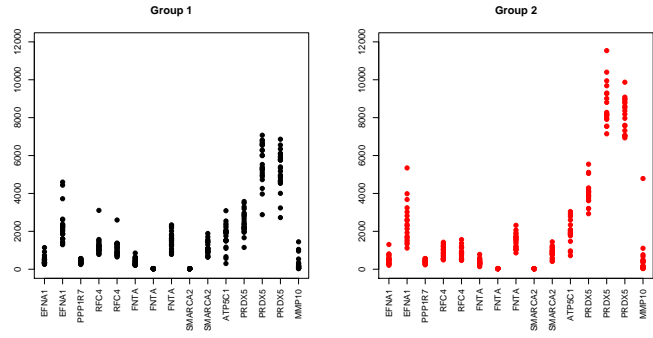 Group 1
12000
10000
8000
6000
4000
2000
0
EFNA1
EFNA1
PPP1R7
RFC4
RFC4
FNTA
FNTA
FNTA
SMARCA2
SMARCA2
ATP5C1
PRDX5
PRDX5
PRDX5
MMP10
Group 2
12000
10000
8000
6000
4000
2000
0
EFNA1
EFNA1
PPP1R7
RFC4
RFC4
FNTA
FNTA
FNTA
SMARCA2
SMARCA2
ATP5C1
PRDX5
PRDX5
PRDX5
MMP10